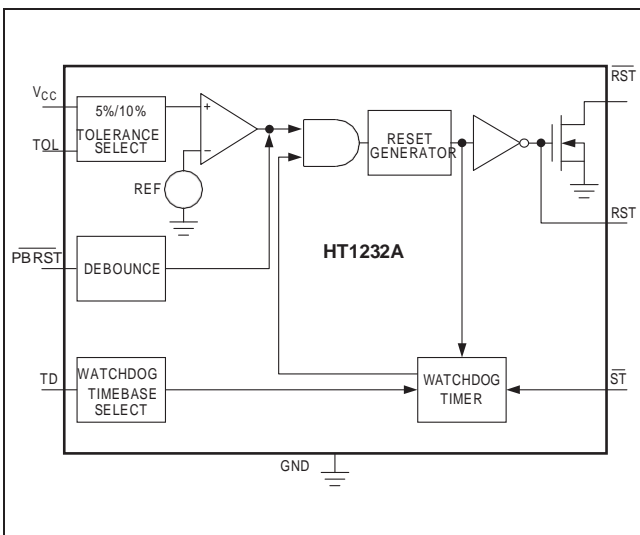 RST
VCC
5%/10%
TOLERANCE
SELECT
TOL
+
−
REF
RESET
GENERATOR
RST
PBRST
DEBOUNCE
HT1232A
TD
WATCHDOG
TIMEBASE
SELECT
WATCHDOG
TIMER
ST
GND